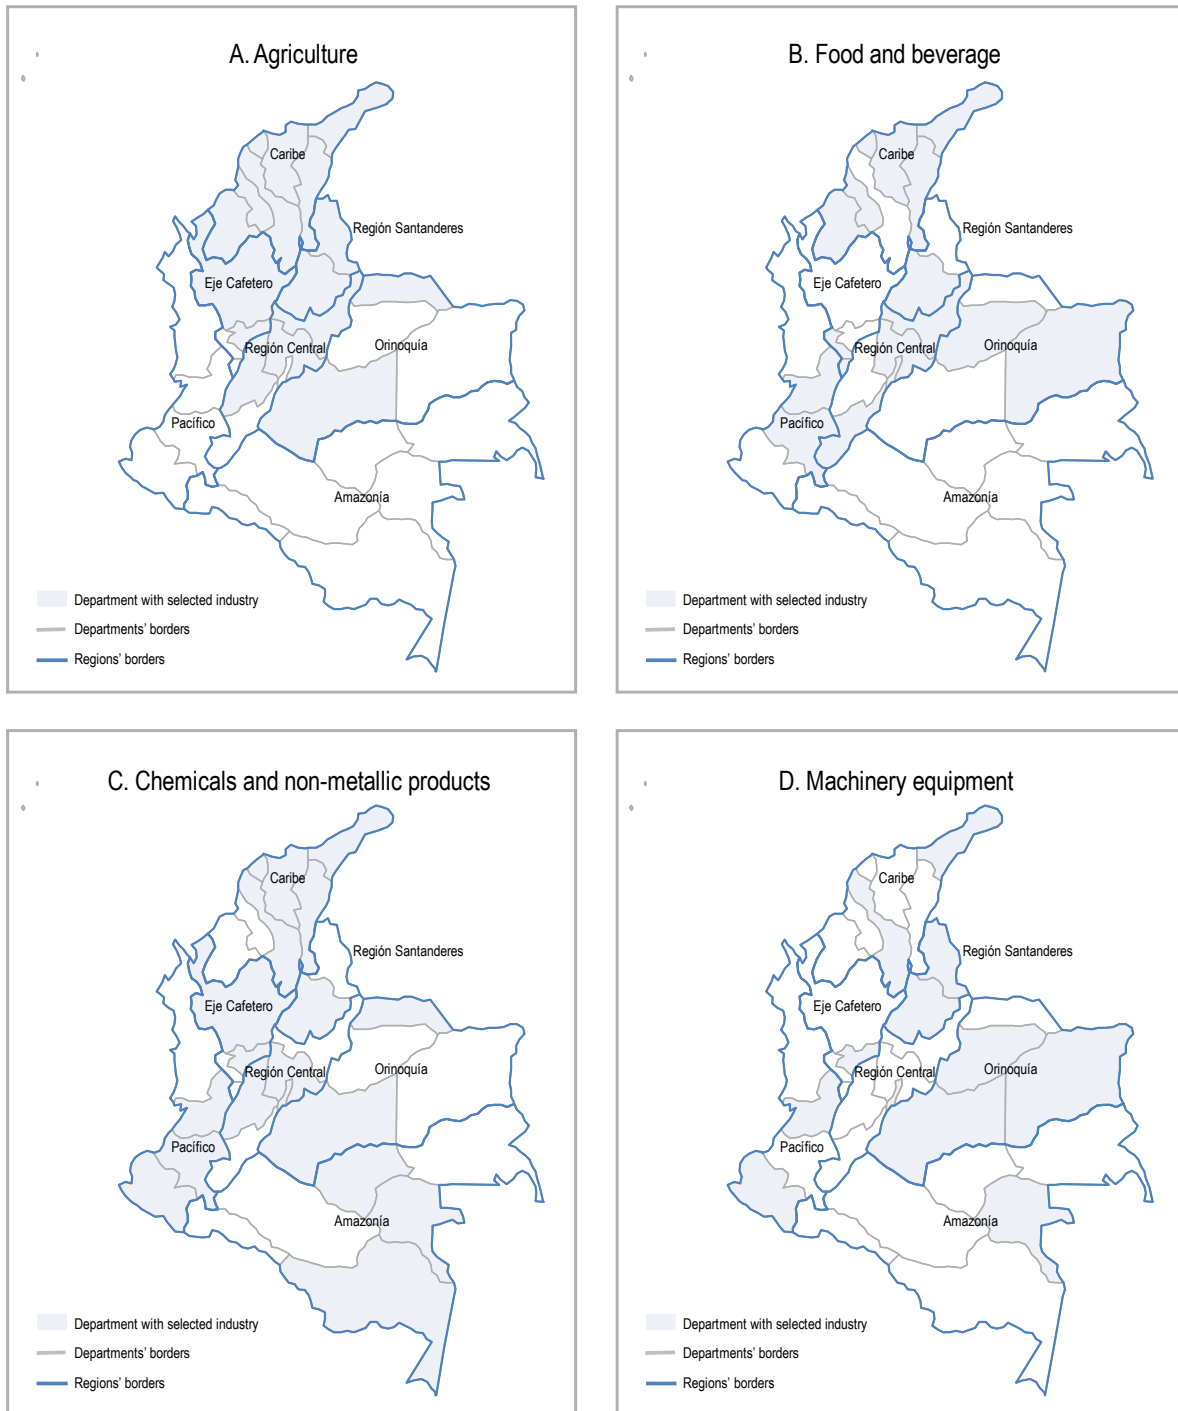 A. Agriculture
Caribe
Región Santanderes
Eje Cafetero
Región Central
Orinoquía
Pacífico
Amazonía
Department with selected industry
Departments' borders
Regions' borders
B. Food and beverage
Caribe
Región Santanderes
Eje Cafetero
Región Central
Orinoquía
Pacífico
Amazonía
Department with selected industry
Departments' borders
Regions' borders
C. Chemicals and non-metallic products
Caribe
Región Santanderes
Eje Cafetero
Región Central
Orinoquía
Pacífico
Amazonía
Department with selected industry
Departments' borders
Regions' borders
D. Machinery equipment
Caribe
Región Santanderes
Eje Cafetero
Región Central
Orinoquía
Pacífico
Amazonía
Department with selected industry
Departments' borders
Regions' borders